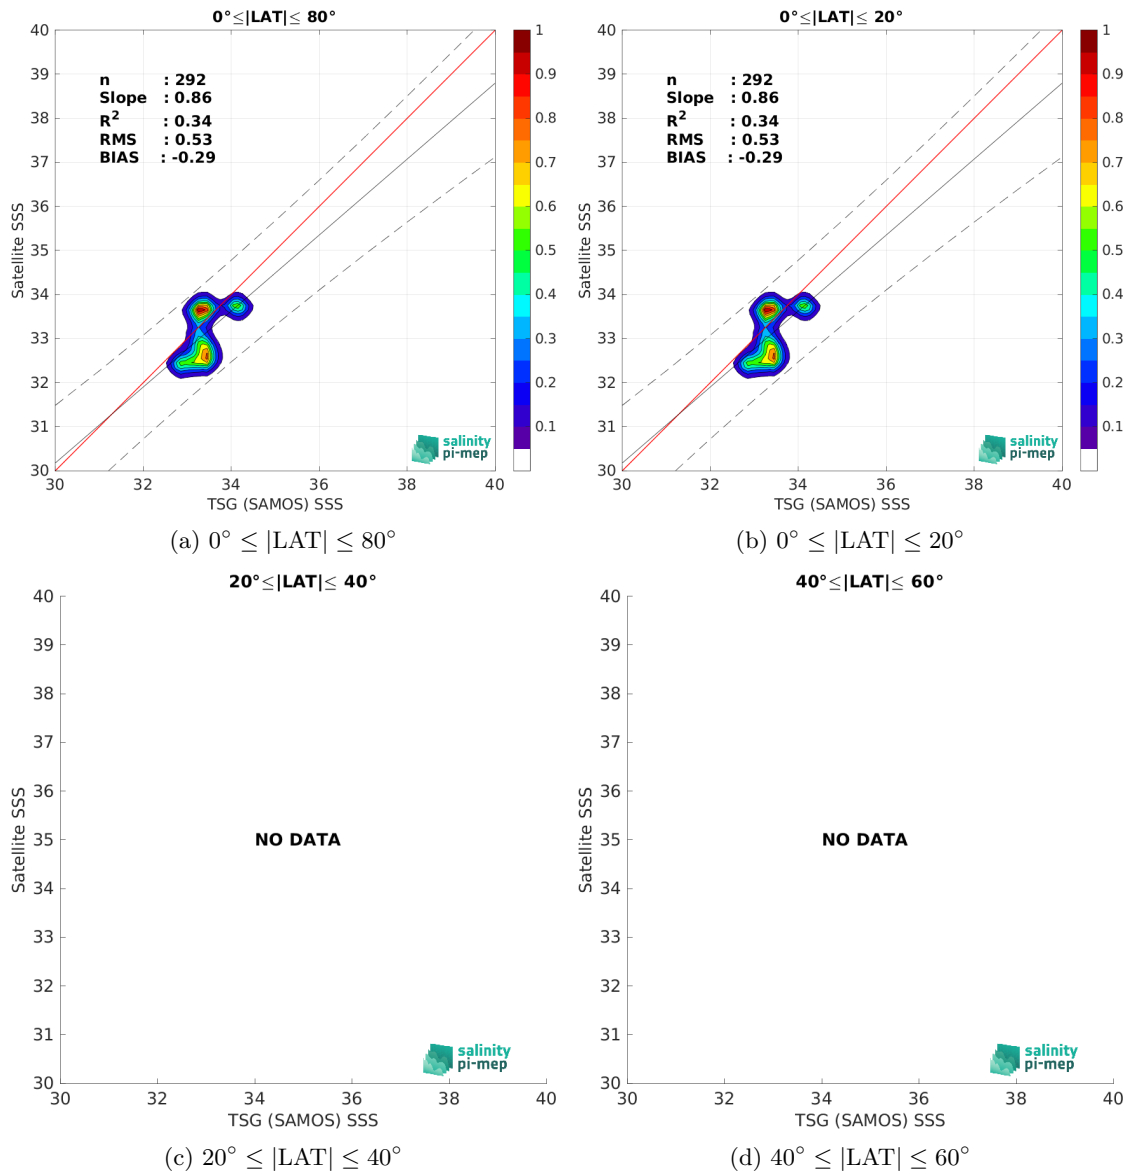 0°≤|LAT|≤ 80°
40
39
38
37
36
35
34
33
32
31
30
Satellite SSS
n : 292
Slope : 0.86
R² : 0.34
RMS : 0.53
BIAS : -0.29
1
0.9
0.8
0.7
0.6
0.5
0.4
0.3
0.2
0.1
salinity
pi-mep
30 32 34 36 38 40
TSG (SAMOS) SSS
(a) 0° ≤ |LAT| ≤ 80°
0°≤|LAT|≤ 20°
40
39
38
37
36
35
34
33
32
31
30
Satellite SSS
n : 292
Slope : 0.86
R² : 0.34
RMS : 0.53
BIAS : -0.29
1
0.9
0.8
0.7
0.6
0.5
0.4
0.3
0.2
0.1
salinity
pi-mep
30 32 34 36 38 40
TSG (SAMOS) SSS
(b) 0° ≤ |LAT| ≤ 20°
20°≤|LAT|≤ 40°
40
39
38
37
36
35
34
33
32
31
30
Satellite SSS
NO DATA
salinity
pi-mep
30 32 34 36 38 40
TSG (SAMOS) SSS
(c) 20° ≤ |LAT| ≤ 40°
40°≤|LAT|≤ 60°
40
39
38
37
36
35
34
33
32
31
30
Satellite SSS
NO DATA
salinity
pi-mep
30 32 34 36 38 40
TSG (SAMOS) SSS
(d) 40° ≤ |LAT| ≤ 60°